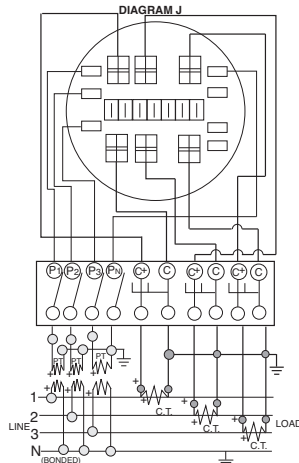 DIAGRAM J
P1 P2 P3 PN C+ C C+ C C+ C
PT PT PT
1
+ C.T.
2
LINE
+ C.T.
LOAD
3
+ C.T.
N
(BONDED)